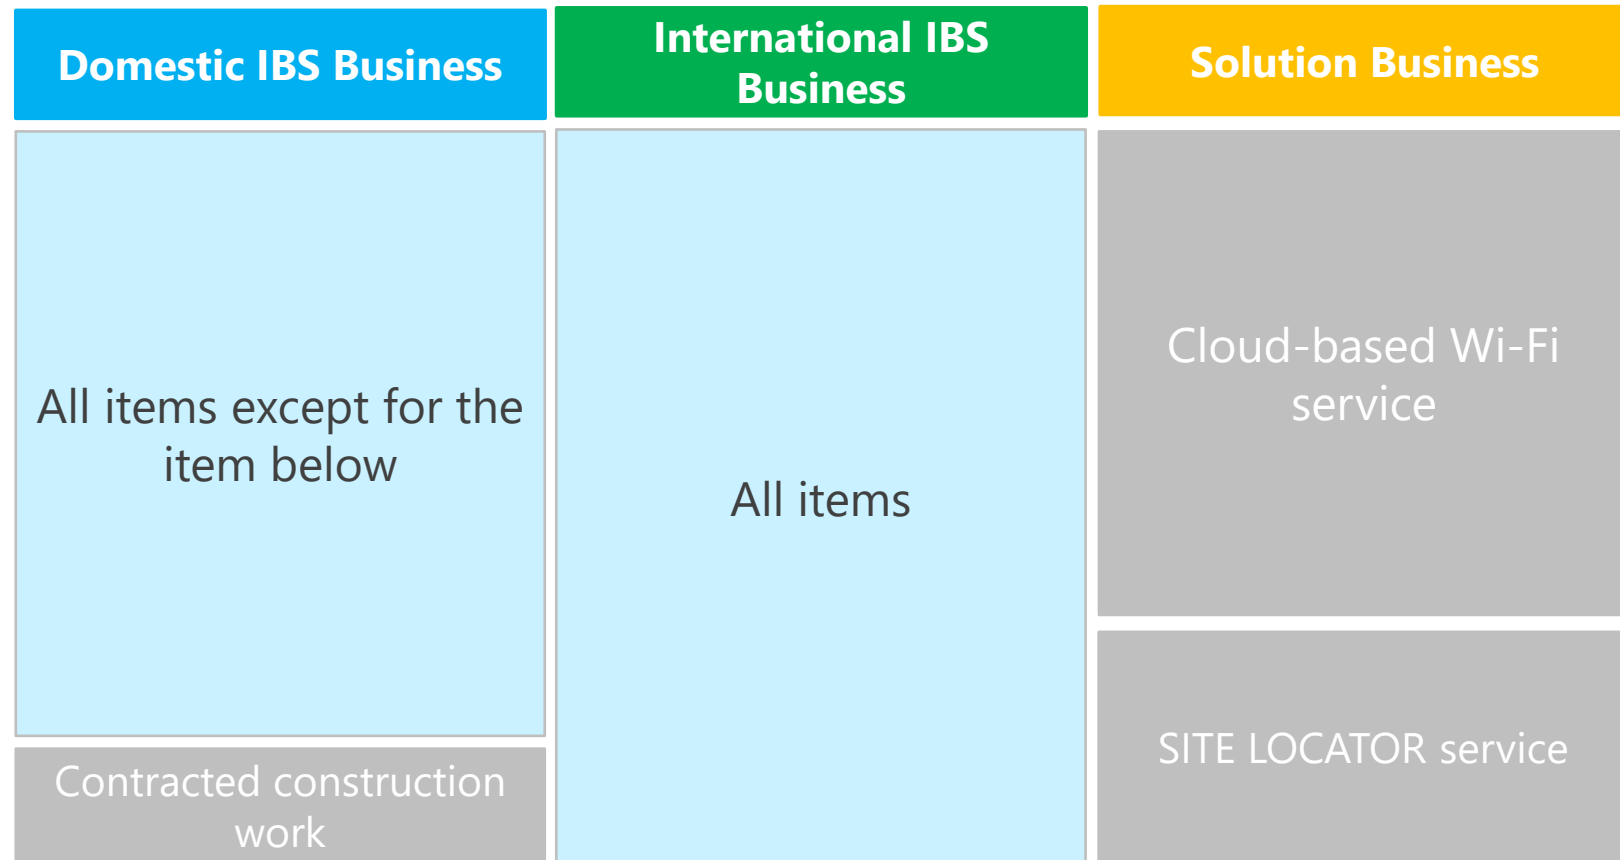 Domestic IBS Business
International IBS
Business
Solution Business
All items except for the
item below
Contracted construction
work
All items
Cloud-based Wi-Fi
service
SITE LOCATOR service